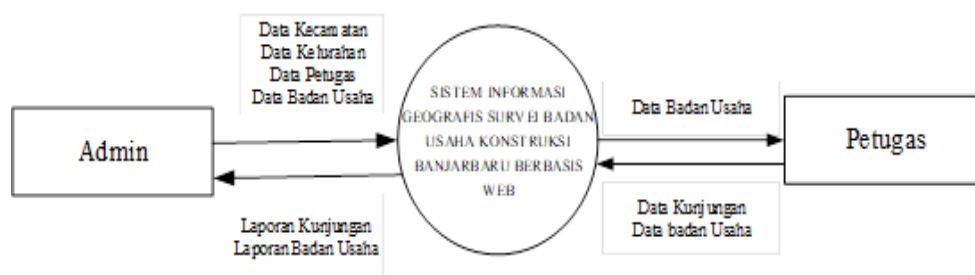 Data Kecamatan
Data Kelurahan
Data Petugas
Data Badan Usaha
Admin
Laporan Kunjungan
Laporan Badan Usaha
SISTEM INFORMASI
GEOGRAFIS SURVEI BADAN
USAHA KONSTRUKSI
BANJARBARU BERBASIS
WEB
Data Badan Usaha
Petugas
Data Kunjungan
Data badan Usaha